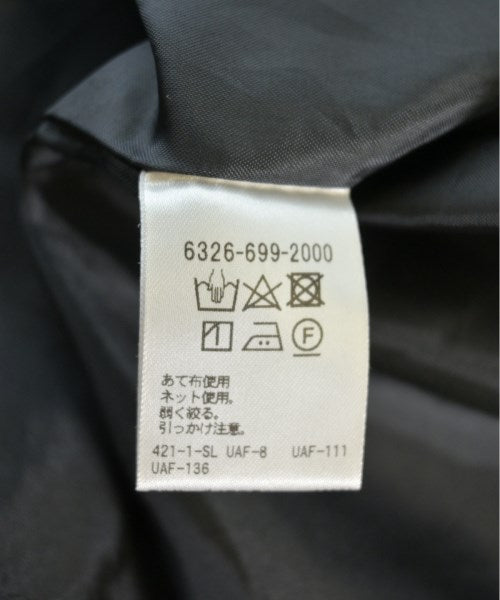 6326-699-2000
F
あて布使用
ネット使用。
弱く絞る。
引っかけ注意。
421-1-SL UAF-8 UAF-111
UAF-136